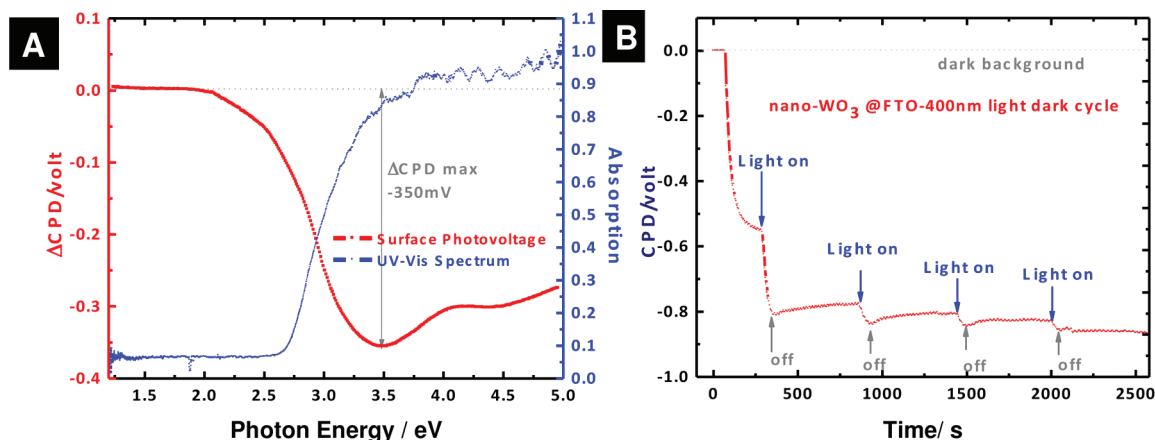 A
0.1
0.0
-0.1
-0.2
-0.3
-0.4
ΔCPD/volt
1.5 2.0 2.5 3.0 3.5 4.0 4.5 5.0
Photon Energy / eV
1.1
1.0
0.9
0.8
0.7
0.6
0.5
0.4
0.3
0.2
0.1
0.0
Absorption
ΔCPD max
-350mV
Surface Photovoltage
UV-Vis Spectrum
B
0.0
-0.2
-0.4
-0.6
-0.8
-1.0
CPD/volt
dark background
nano-WO3 @FTO-400nm light dark cycle
Light on
Light on
Light on
Light on
off
off
off
off
0 500 1000 1500 2000 2500
Time/ s